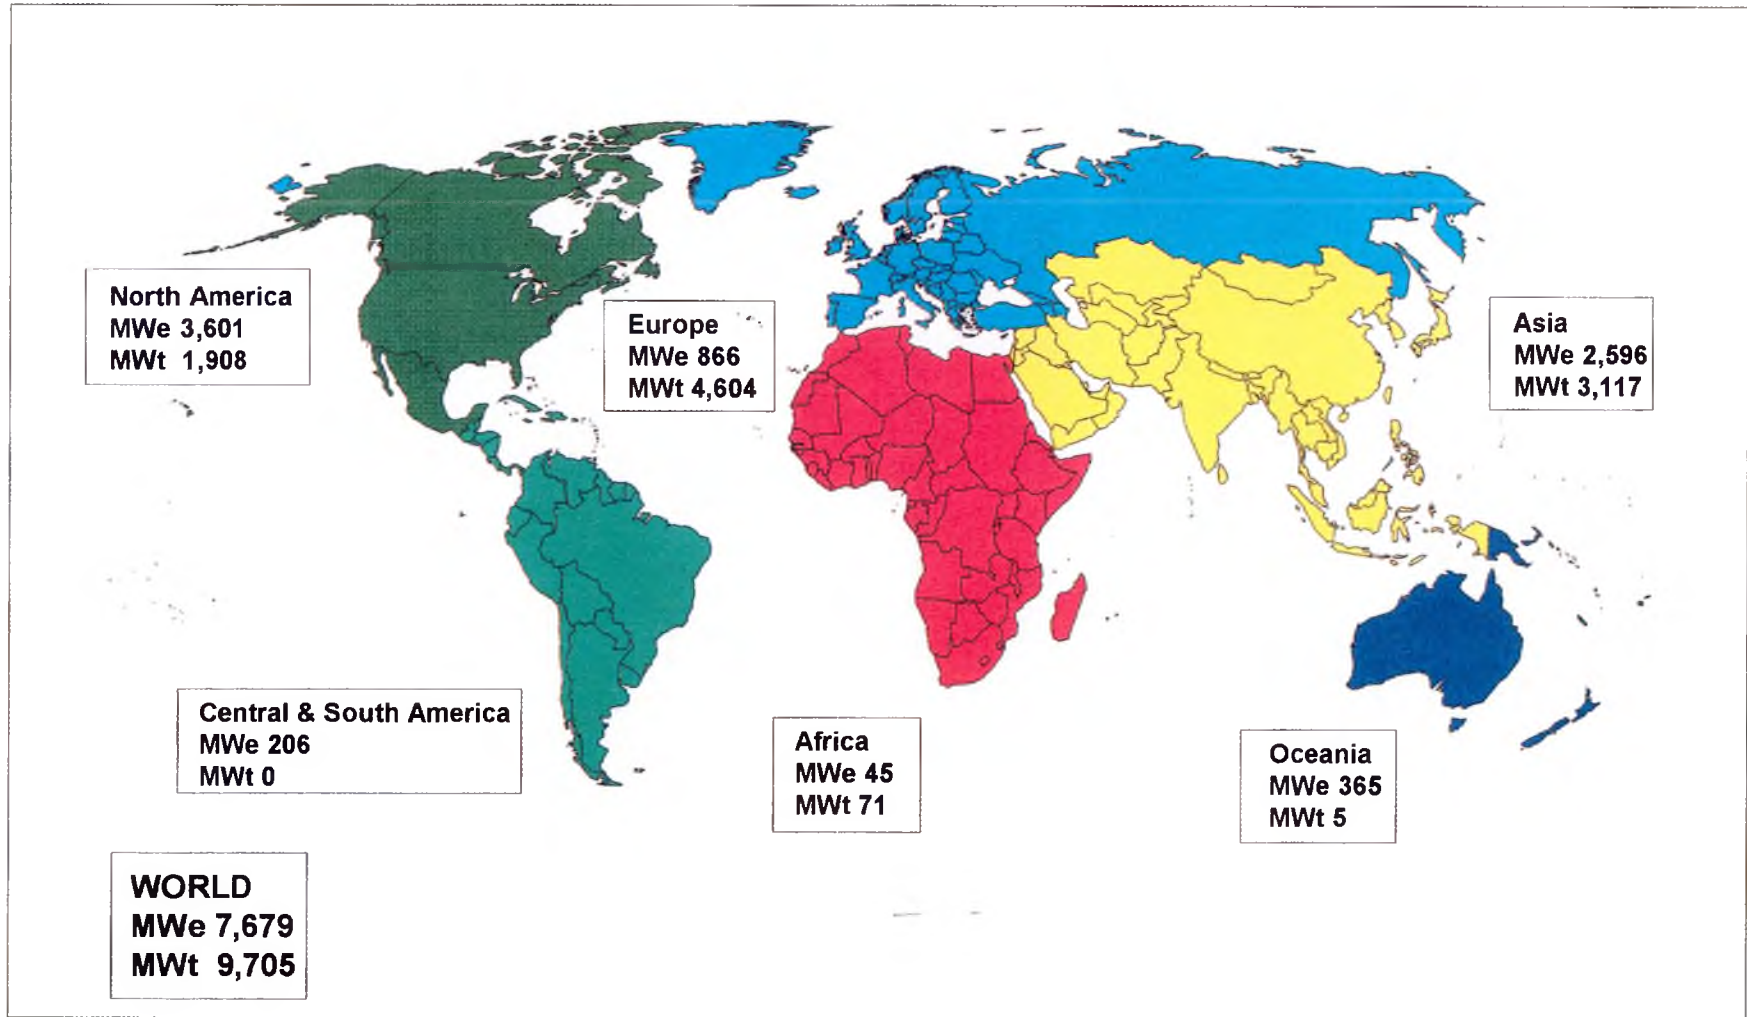 North America
MWe 3,601
MWt 1,908
Europe
MWe 866
MWt 4,604
Asia
MWe 2,596
MWt 3,117
Central & South America
MWe 206
MWt 0
Africa
MWe 45
MWt 71
Oceania
MWe 365
MWt 5
WORLD
MWe 7,679
MWt 9,705